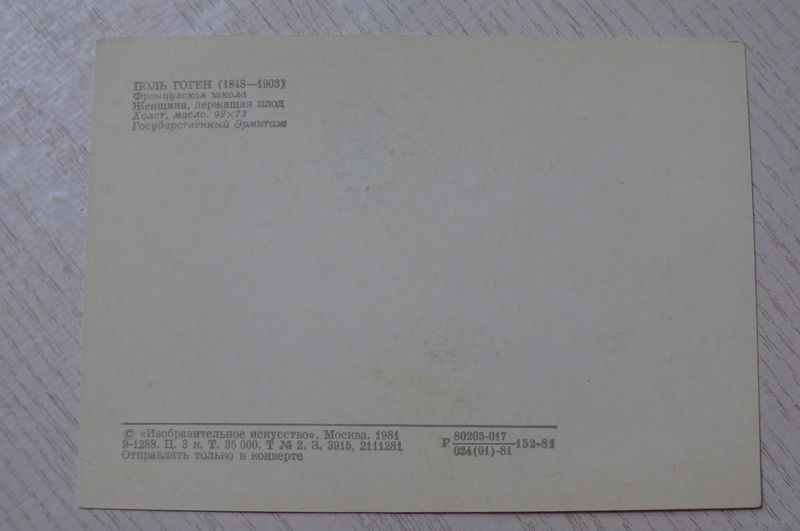 ПОЛЬ ГОГЕН (1848—1903)
Французская школа
Женщина, держащая плод
Холст, масло. 92×73
Государственный Эрмитаж
© «Изобразительное искусство». Москва. 1981
9-1288. Ц. 3 к. Т. 35 000. Т № 2. З. 3915, 2111281
Отправлять только в конверте
Р 80205-017
024(01)-81 152-81